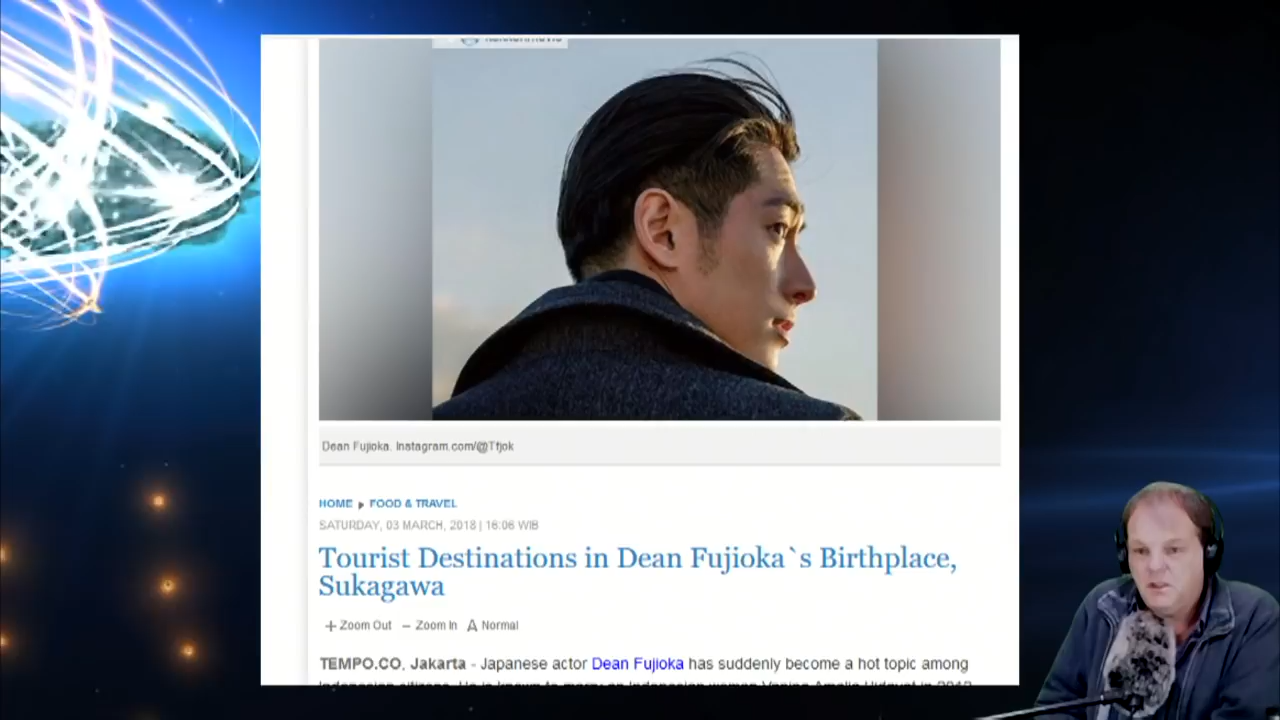 Dean Fujioka. Instagram.com/@Tfjok
HOME ▶ FOOD & TRAVEL
SATURDAY, 03 MARCH, 2018 | 16:06 WIB
Tourist Destinations in Dean Fujioka`s Birthplace,
Sukagawa
+ Zoom Out − Zoom In A Normal
TEMPO.CO, Jakarta - Japanese actor Dean Fujioka has suddenly become a hot topic among